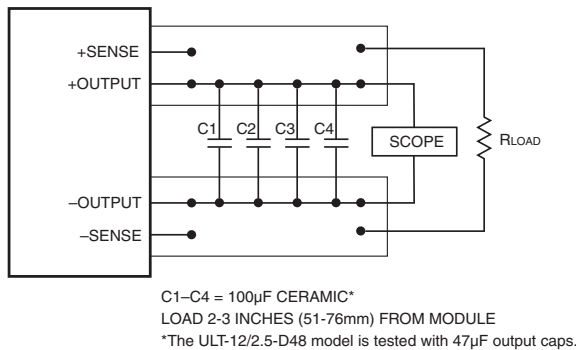 +SENSE
+OUTPUT
C1 C2 C3 C4
SCOPE
RLOAD
−OUTPUT
−SENSE
C1–C4 = 100µF CERAMIC*
LOAD 2-3 INCHES (51-76mm) FROM MODULE
*The ULT-12/2.5-D48 model is tested with 47µF output caps.